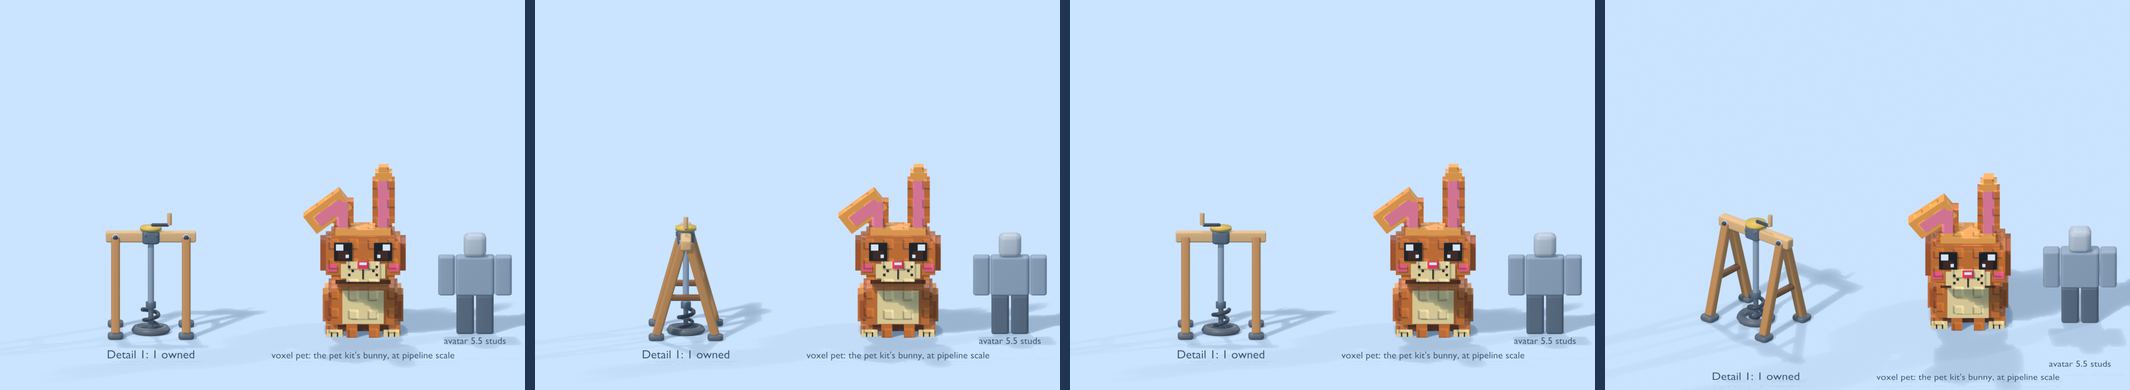 avatar 5.5 studs
Detail 1: 1 owned
voxel pet: the pet kit's bunny, at pipeline scale
avatar 5.5 studs
Detail 1: 1 owned
voxel pet: the pet kit's bunny, at pipeline scale
avatar 5.5 studs
Detail 1: 1 owned
voxel pet: the pet kit's bunny, at pipeline scale
avatar 5.5 studs
Detail 1: 1 owned
voxel pet: the pet kit's bunny, at pipeline scale